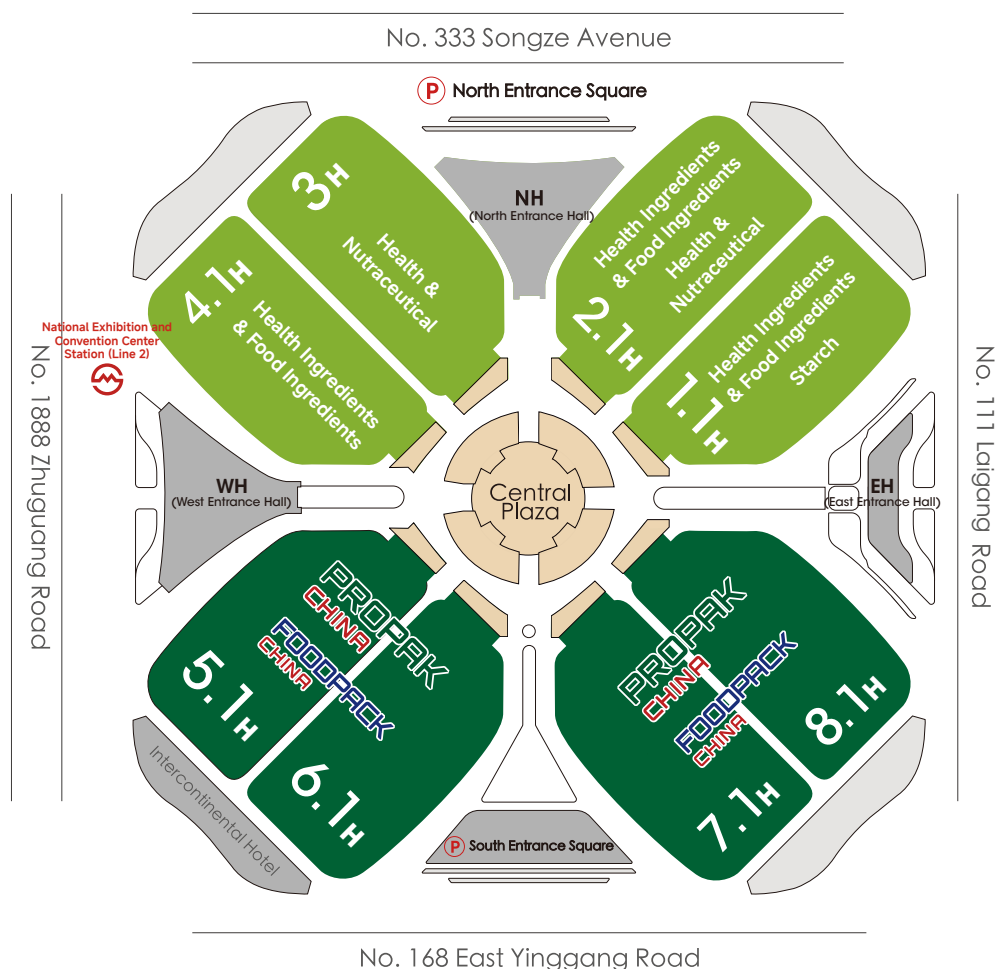 No. 333 Songze Avenue
P North Entrance Square
3H
Health &
Nutraceutical
NH
(North Entrance Hall)
Health Ingredients
& Food Ingredients
Health &
Nutraceutical
2.1H
4.1H
Health Ingredients
& Food Ingredients
Health Ingredients
& Food Ingredients
Starch
1.1H
National Exhibition and
Convention Center
Station (Line 2)
No. 1888 Zhuguang Road
No. 111 Laigang Road
WH
(West Entrance Hall)
Central
Plaza
EH
(East Entrance Hall)
PROPAK
CHINA
FOODPACK
CHINA
5.1H
6.1H
PROPAK
CHINA
FOODPACK
CHINA
8.1H
7.1H
Intercontinental Hotel
P South Entrance Square
No. 168 East Yinggang Road